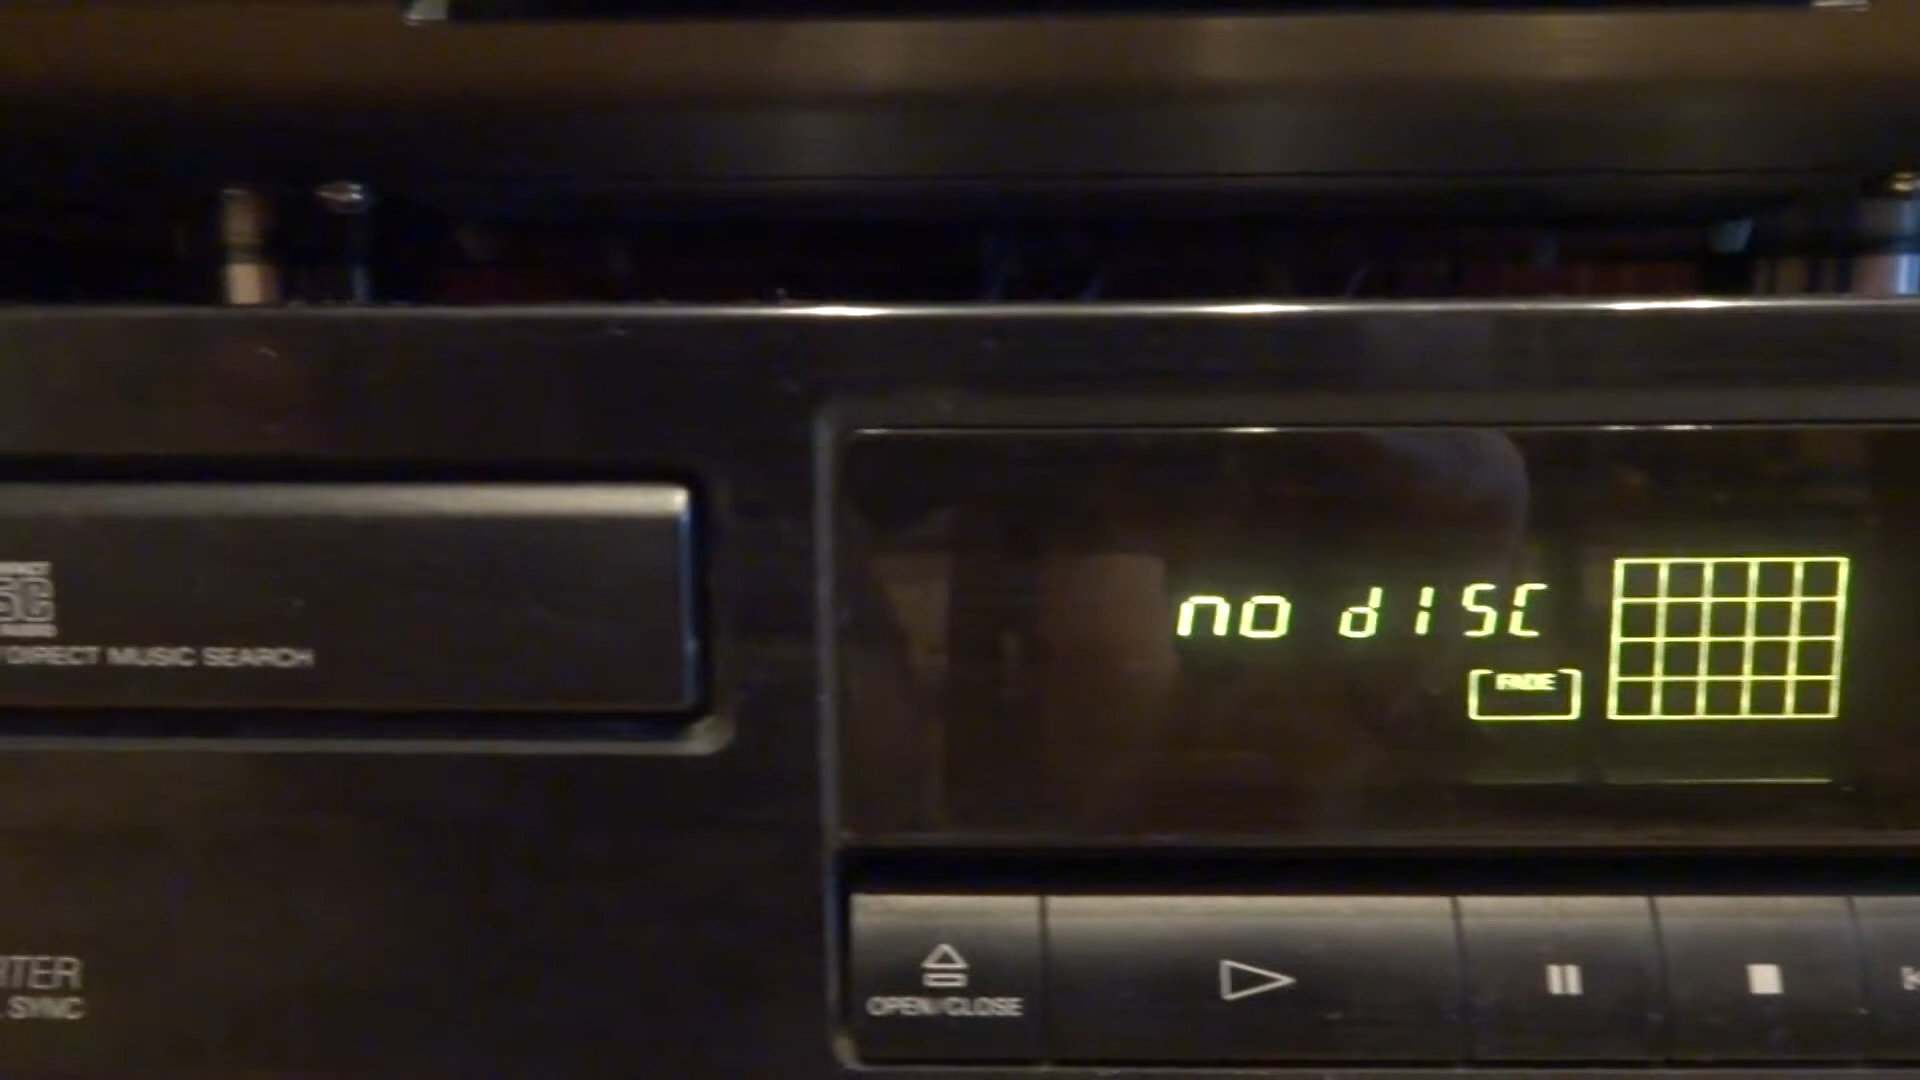 no disc
FADE
DIRECT MUSIC SEARCH
SYNC
OPEN/CLOSE